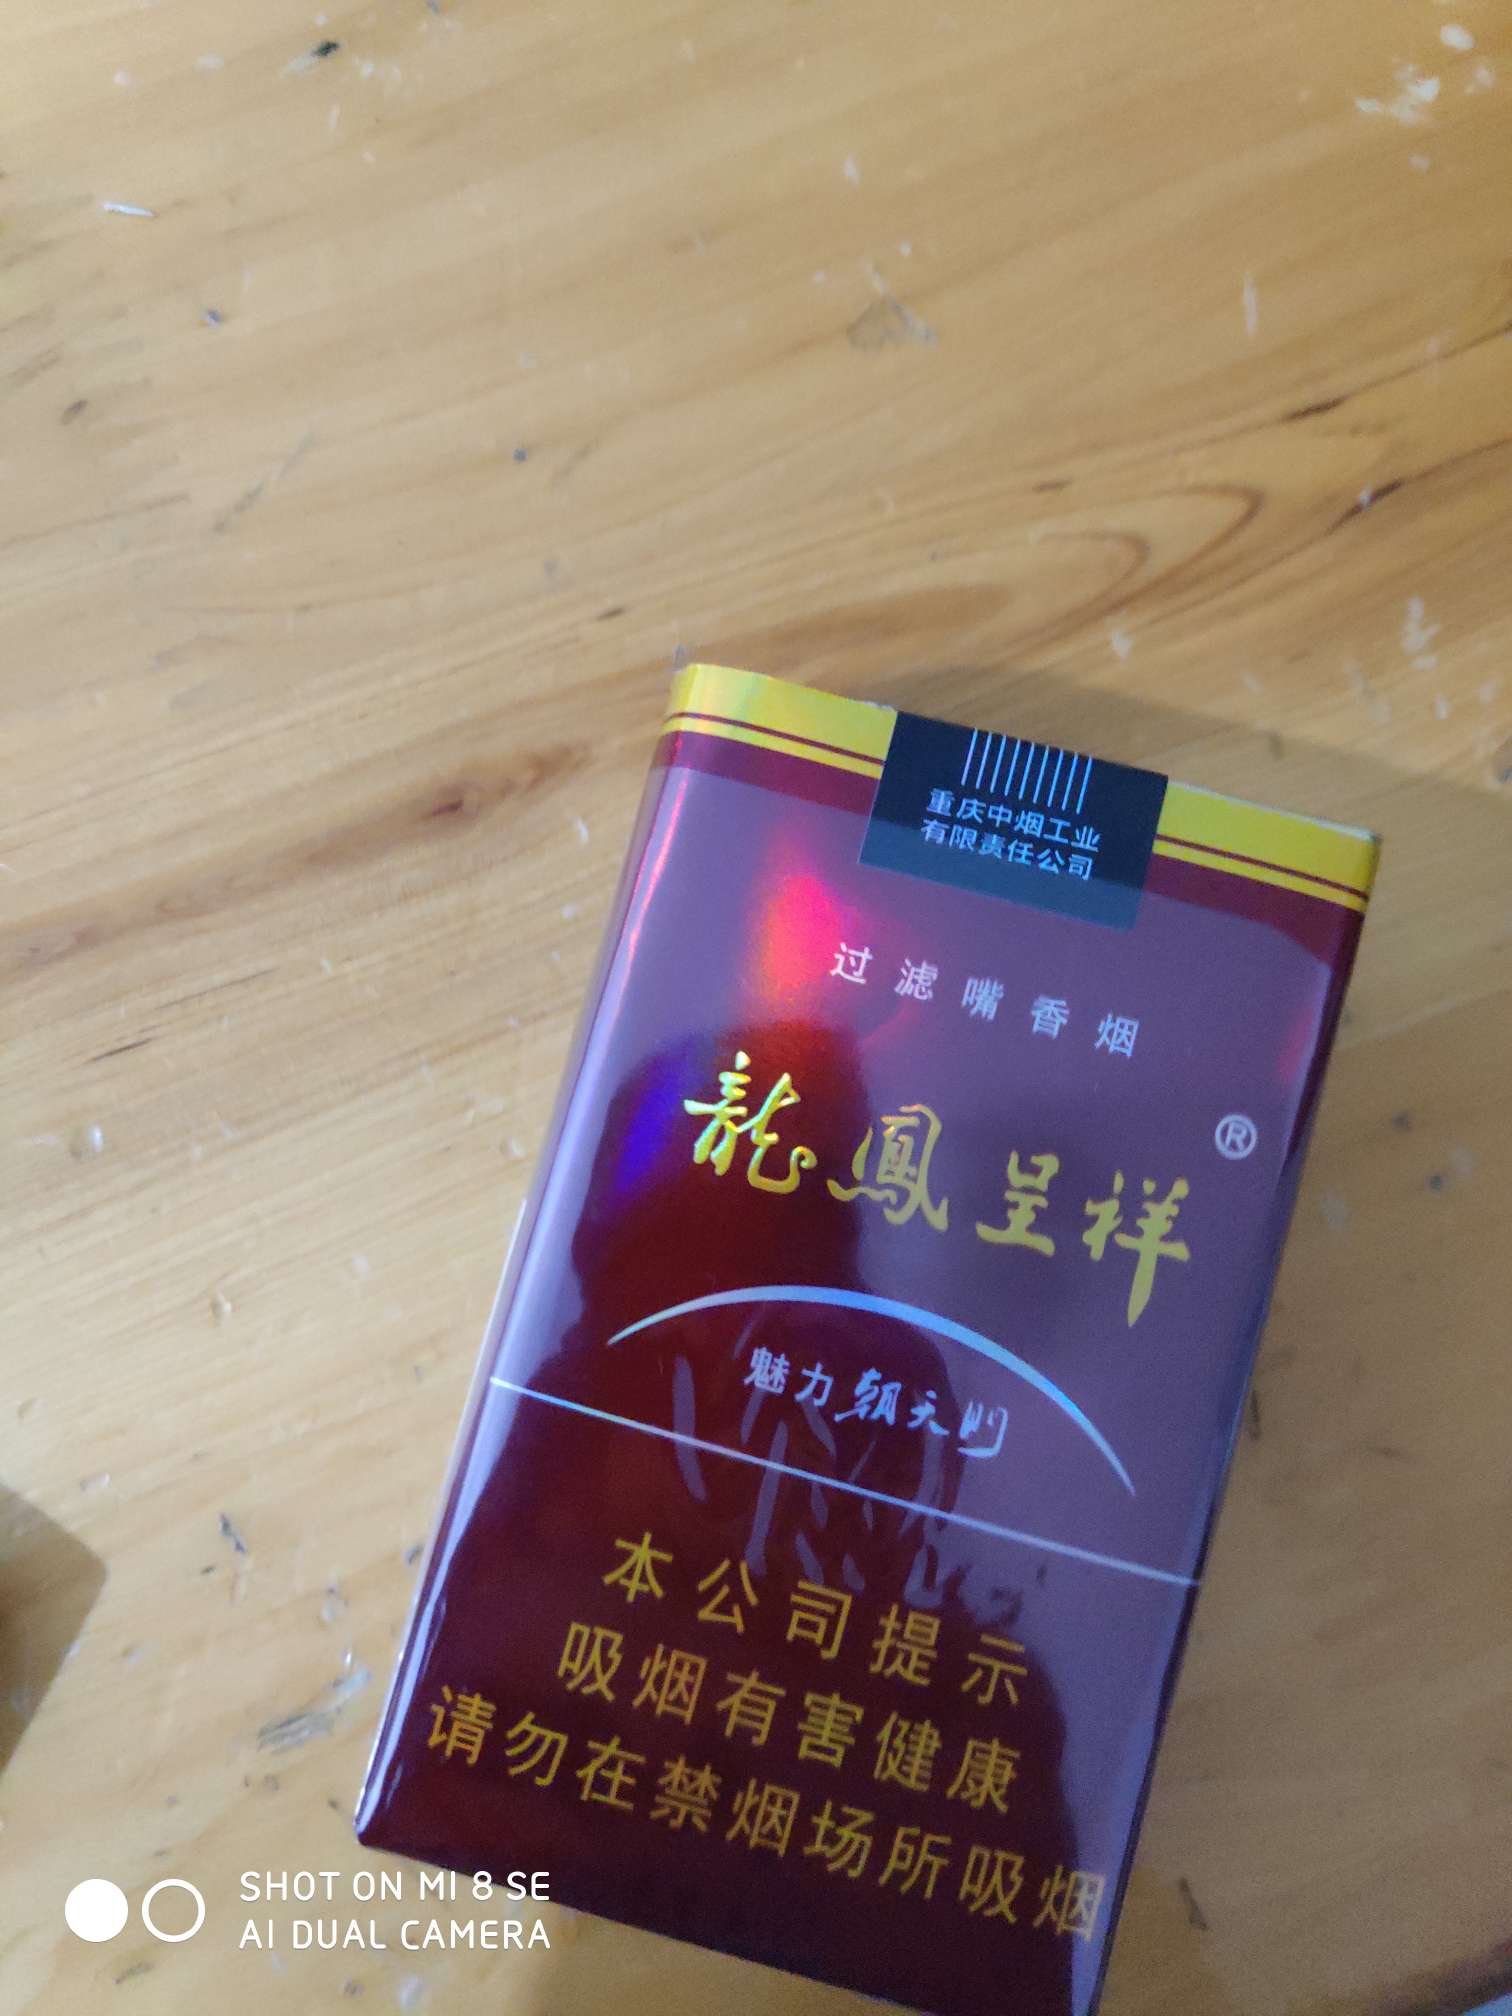 重庆中烟工业
有限责任公司
过滤嘴香烟
龍鳳呈祥®
魅力朝天门
本公司提示
吸烟有害健康
请勿在禁烟场所吸烟
SHOT ON MI 8 SE
AI DUAL CAMERA